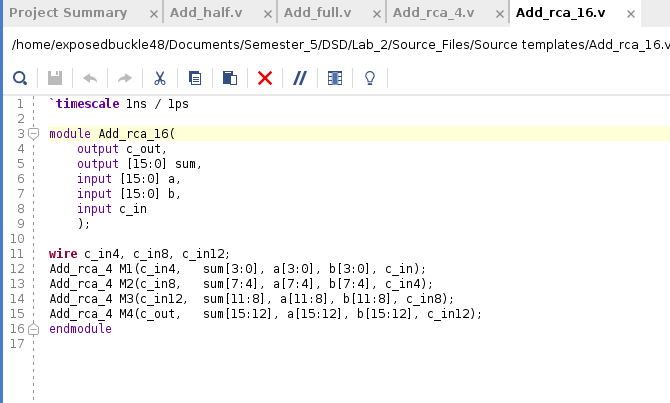 Project Summary × Add_half.v × Add_full.v × Add_rca_4.v × Add_rca_16.v ×
/home/exposedbuckle48/Documents/Semester_5/DSD/Lab_2/Source_Files/Source templates/Add_rca_16.v
1 `timescale 1ns / 1ps
2
3 module Add_rca_16(
4 output c_out,
5 output [15:0] sum,
6 input [15:0] a,
7 input [15:0] b,
8 input c_in
9 );
10
11 wire c_in4, c_in8, c_in12;
12 Add_rca_4 M1(c_in4, sum[3:0], a[3:0], b[3:0], c_in);
13 Add_rca_4 M2(c_in8, sum[7:4], a[7:4], b[7:4], c_in4);
14 Add_rca_4 M3(c_in12, sum[11:8], a[11:8], b[11:8], c_in8);
15 Add_rca_4 M4(c_out, sum[15:12], a[15:12], b[15:12], c_in12);
16 endmodule
17